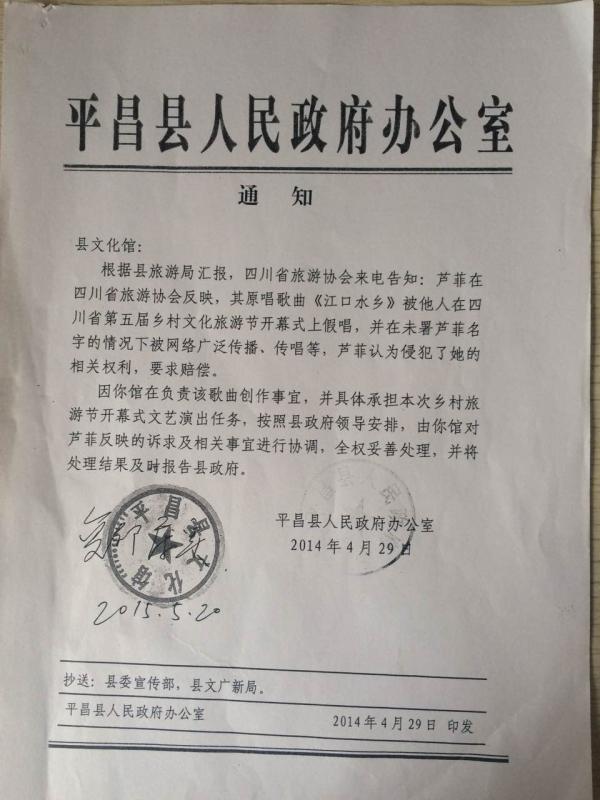 平昌县人民政府办公室
通 知
县文化馆：
根据县旅游局汇报，四川省旅游协会来电告知：芦菲在
四川省旅游协会反映，其原唱歌曲《江口水乡》被他人在四
川省第五届乡村文化旅游节开幕式上假唱，并在未署芦菲名
字的情况下被网络广泛传播、传唱等，芦菲认为侵犯了她的
相关权利，要求赔偿。
因你馆在负责该歌曲创作事宜，并具体承担本次乡村旅
游节开幕式文艺演出任务，按照县政府领导安排，由你馆对
芦菲反映的诉求及相关事宜进行协调，全权妥善处理，并将
处理结果及时报告县政府。
平昌县文化馆
平昌县人民政府办公室
2014年4月29日
2015.5.20
抄送：县委宣传部，县文广新局。
平昌县人民政府办公室
2014年4月29日 印发